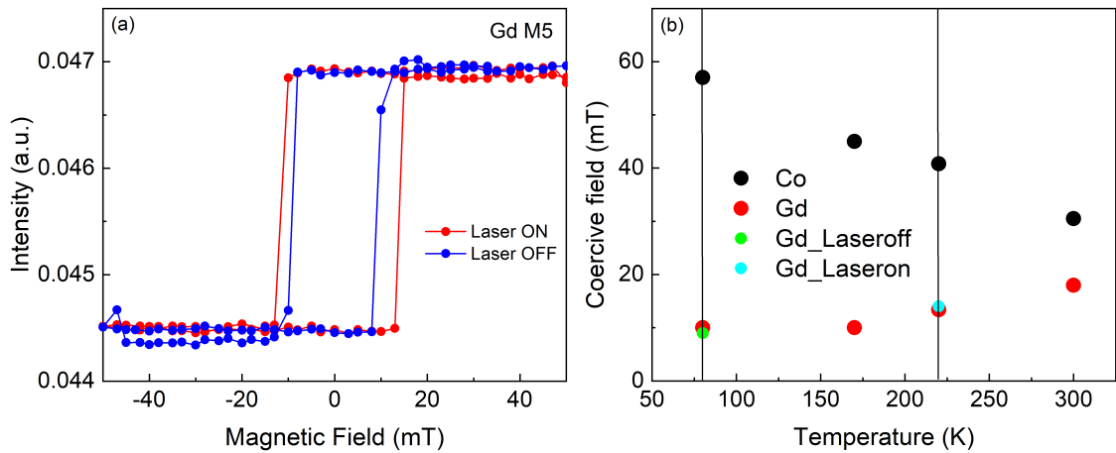 (a)
Gd M5
0.047
0.046
0.045
0.044
Intensity (a.u.)
Laser ON
Laser OFF
-40
-20
0
20
40
Magnetic Field (mT)
(b)
60
40
20
0
Coercive field (mT)
Co
Gd
Gd_Laseroff
Gd_Laseron
50
100
150
200
250
300
Temperature (K)